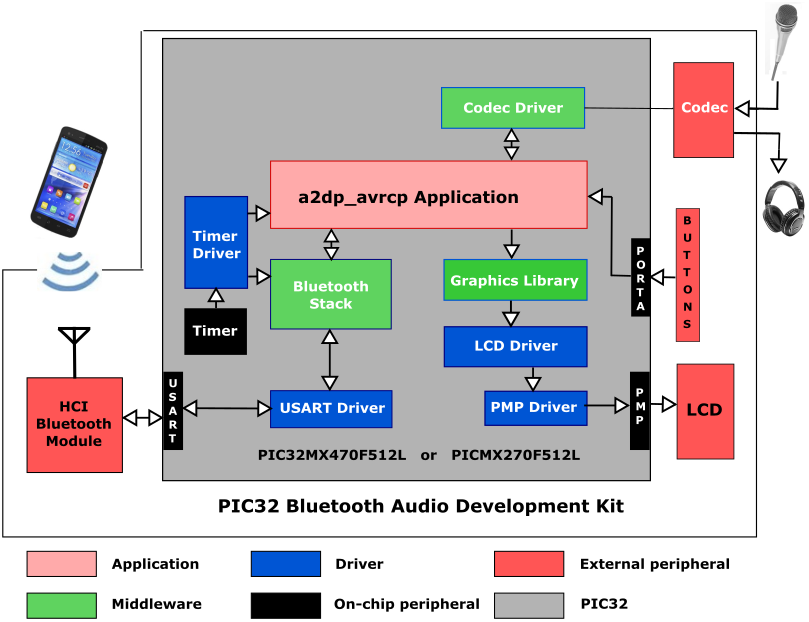 Codec Driver
Codec
a2dp_avrcp Application
Timer
Driver
Bluetooth
Stack
Graphics Library
PORTA
BUTTONS
Timer
LCD Driver
HCI
Bluetooth
Module
USART
USART Driver
PMP Driver
PMP
LCD
PIC32MX470F512L or PICMX270F512L
PIC32 Bluetooth Audio Development Kit
Application
Driver
External peripheral
Middleware
On-chip peripheral
PIC32